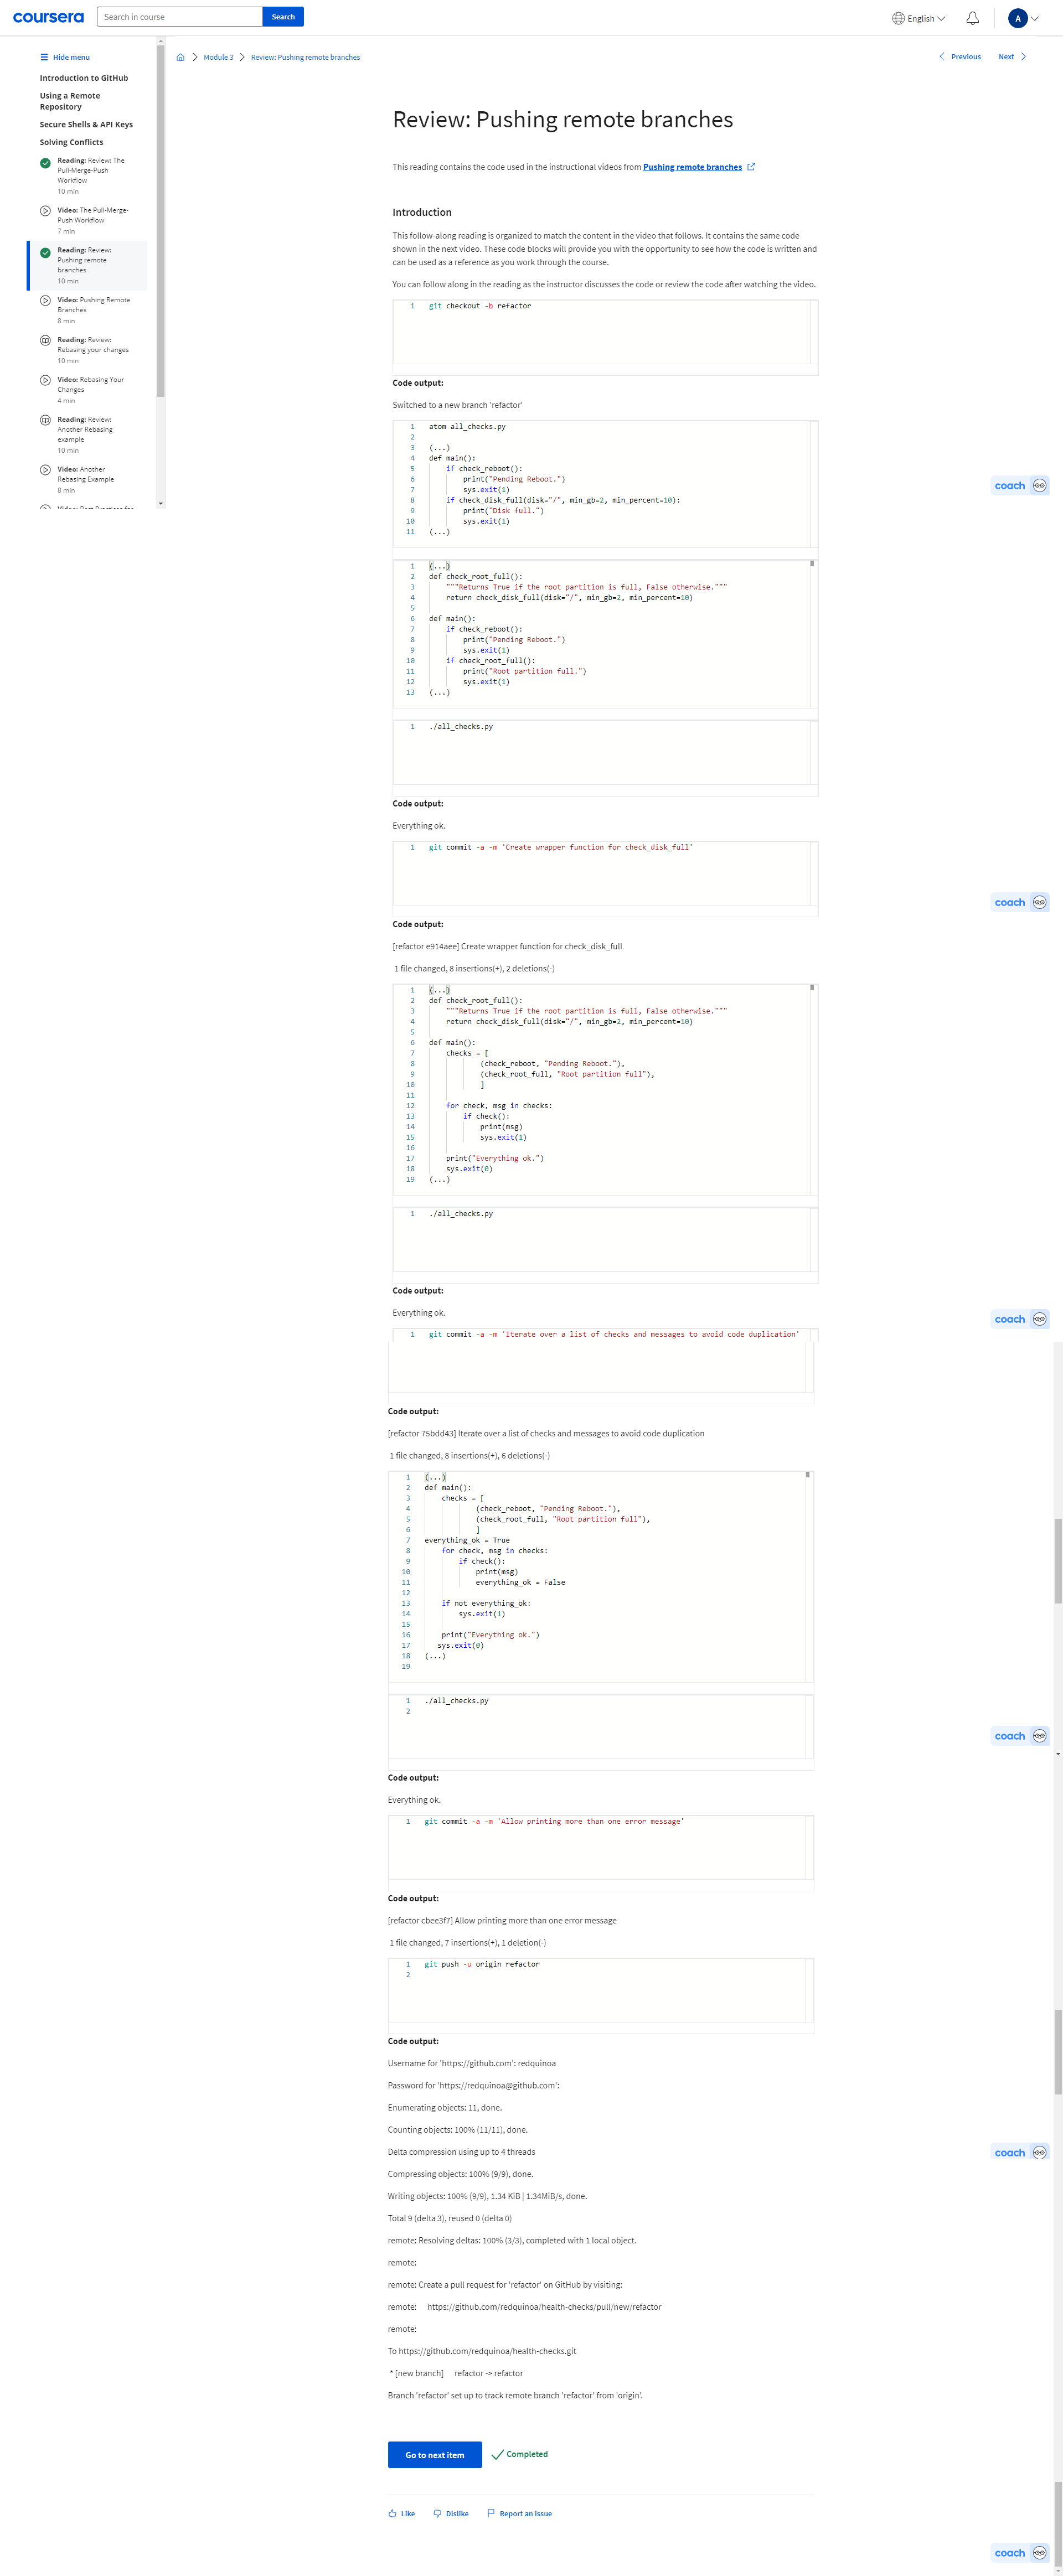 coursera
Search in course
Search
English
A
Hide menu
Introduction to GitHub
Using a Remote
Repository
Secure Shells & API Keys
Solving Conflicts
Reading: Review: The
Pull-Merge-Push
Workflow
10 min
Video: The Pull-Merge-
Push Workflow
7 min
Reading: Review:
Pushing remote
branches
10 min
Video: Pushing Remote
Branches
8 min
Reading: Review:
Rebasing your changes
10 min
Video: Rebasing Your
Changes
4 min
Reading: Review:
Another Rebasing
example
10 min
Video: Another
Rebasing Example
8 min
Module 3
Review: Pushing remote branches
Previous
Next
Review: Pushing remote branches
This reading contains the code used in the instructional videos from Pushing remote branches
Introduction
This follow-along reading is organized to match the content in the video that follows. It contains the same code
shown in the next video. These code blocks will provide you with the opportunity to see how the code is written and
can be used as a reference as you work through the course.
You can follow along in the reading as the instructor discusses the code or review the code after watching the video.
1 git checkout -b refactor
Code output:
Switched to a new branch 'refactor'
1 atom all_checks.py
2
3 (...)
4 def main():
5     if check_reboot():
6         print("Pending Reboot.")
7         sys.exit(1)
8     if check_disk_full(disk="/", min_gb=2, min_percent=10):
9         print("Disk full.")
10         sys.exit(1)
11 (...)
coach
1 (...)
2 def check_root_full():
3     """Returns True if the root partition is full, False otherwise."""
4     return check_disk_full(disk="/", min_gb=2, min_percent=10)
5
6 def main():
7     if check_reboot():
8         print("Pending Reboot.")
9         sys.exit(1)
10     if check_root_full():
11         print("Root partition full.")
12         sys.exit(1)
13 (...)
1 ./all_checks.py
Code output:
Everything ok.
1 git commit -a -m 'Create wrapper function for check_disk_full'
coach
Code output:
[refactor e914aee] Create wrapper function for check_disk_full
1 file changed, 8 insertions(+), 2 deletions(-)
1 (...)
2 def check_root_full():
3     """Returns True if the root partition is full, False otherwise."""
4     return check_disk_full(disk="/", min_gb=2, min_percent=10)
5
6 def main():
7     checks = [
8             (check_reboot, "Pending Reboot."),
9             (check_root_full, "Root partition full"),
10             ]
11
12     for check, msg in checks:
13         if check():
14             print(msg)
15             sys.exit(1)
16
17     print("Everything ok.")
18     sys.exit(0)
19 (...)
1 ./all_checks.py
Code output:
Everything ok.
coach
1 git commit -a -m 'Iterate over a list of checks and messages to avoid code duplication'
Code output:
[refactor 75bdd43] Iterate over a list of checks and messages to avoid code duplication
1 file changed, 8 insertions(+), 6 deletions(-)
1 (...)
2 def main():
3     checks = [
4             (check_reboot, "Pending Reboot."),
5             (check_root_full, "Root partition full"),
6             ]
7 everything_ok = True
8     for check, msg in checks:
9         if check():
10             print(msg)
11             everything_ok = False
12
13     if not everything_ok:
14         sys.exit(1)
15
16     print("Everything ok.")
17    sys.exit(0)
18 (...)
19
1 ./all_checks.py
2
coach
Code output:
Everything ok.
1 git commit -a -m 'Allow printing more than one error message'
Code output:
[refactor cbee3f7] Allow printing more than one error message
1 file changed, 7 insertions(+), 1 deletion(-)
1 git push -u origin refactor
2
Code output:
Username for 'https://github.com': redquinoa
Password for 'https://redquinoa@github.com':
Enumerating objects: 11, done.
Counting objects: 100% (11/11), done.
Delta compression using up to 4 threads
coach
Compressing objects: 100% (9/9), done.
Writing objects: 100% (9/9), 1.34 KiB | 1.34MiB/s, done.
Total 9 (delta 3), reused 0 (delta 0)
remote: Resolving deltas: 100% (3/3), completed with 1 local object.
remote:
remote: Create a pull request for 'refactor' on GitHub by visiting:
remote:     https://github.com/redquinoa/health-checks/pull/new/refactor
remote:
To https://github.com/redquinoa/health-checks.git
* [new branch]     refactor -> refactor
Branch 'refactor' set up to track remote branch 'refactor' from 'origin'.
Go to next item
Completed
Like
Dislike
Report an issue
coach